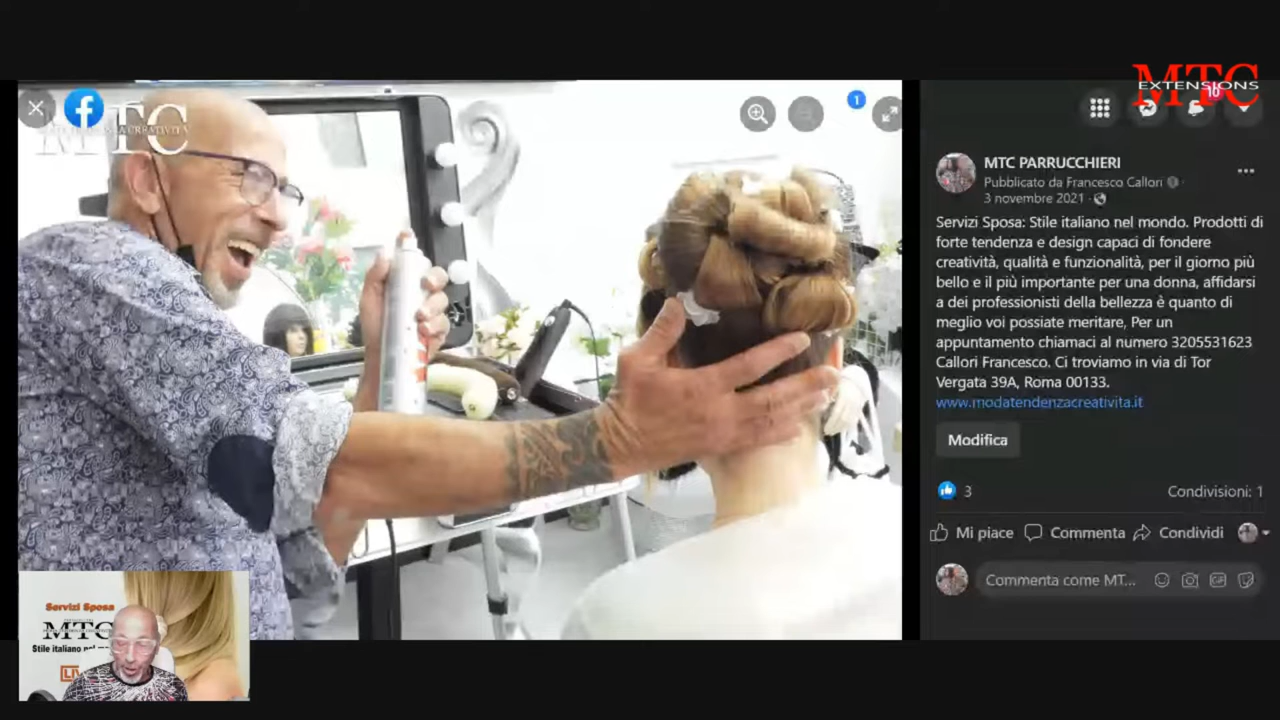 MTC
MTC
EXTENSIONS
1
16
MTC PARRUCCHIERI
Pubblicato da Francesco Callori
3 novembre 2021 ·
Servizi Sposa: Stile italiano nel mondo. Prodotti di
forte tendenza e design capaci di fondere
creatività, qualità e funzionalità, per il giorno più
bello e il più importante per una donna, affidarsi
a dei professionisti della bellezza è quanto di
meglio voi possiate meritare, Per un
appuntamento chiamaci al numero 3205531623
Callori Francesco. Ci troviamo in via di Tor
Vergata 39A, Roma 00133.
www.modatendenzacreativita.it
Modifica
3
Condivisioni: 1
Mi piace
Commenta
Condividi
Commenta come MT...
GIF
Servizi Sposa
MTC
Stile italiano nel